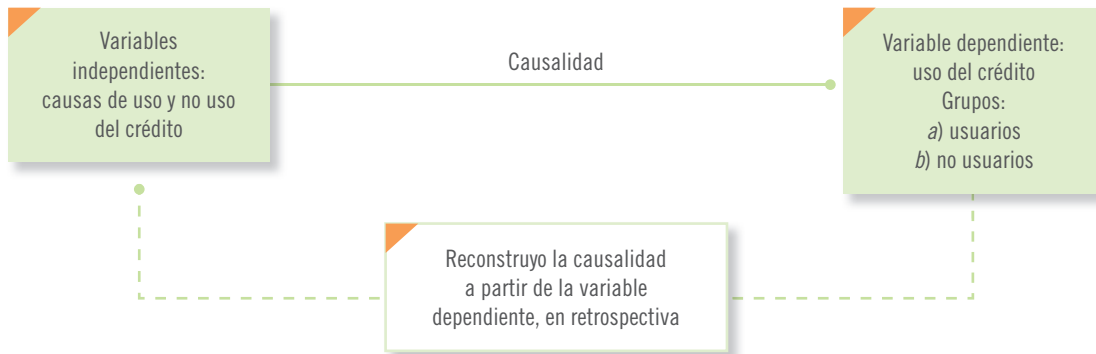 Variables
independientes:
causas de uso y no uso
del crédito
Causalidad
Variable dependiente:
uso del crédito
Grupos:
a) usuarios
b) no usuarios
Reconstruyo la causalidad
a partir de la variable
dependiente, en retrospectiva